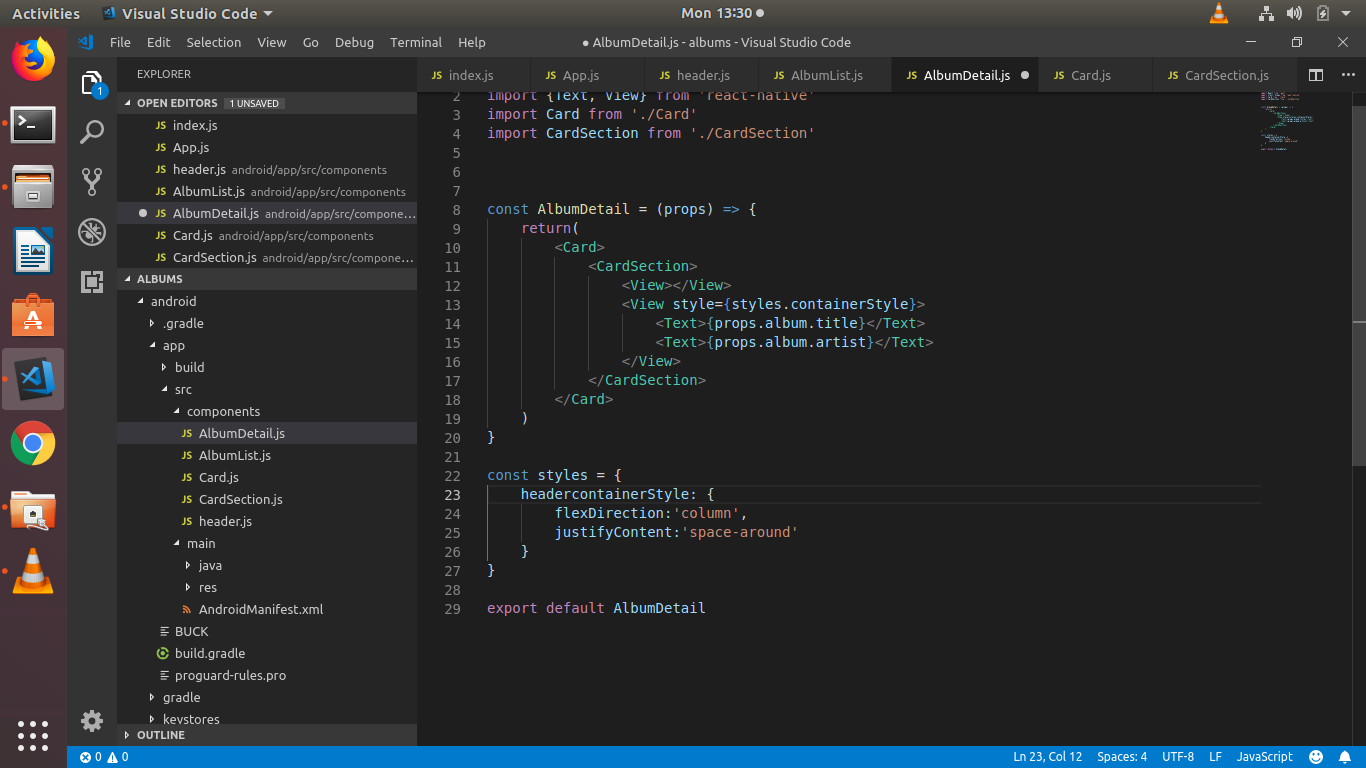 Activities Visual Studio Code Mon 13:30
File Edit Selection View Go Debug Terminal Help ● AlbumDetail.js - albums - Visual Studio Code
EXPLORER
OPEN EDITORS 1 UNSAVED
JS index.js
JS App.js
JS header.js android/app/src/components
JS AlbumList.js android/app/src/components
JS AlbumDetail.js android/app/src/compone...
JS Card.js android/app/src/components
JS CardSection.js android/app/src/compone...
ALBUMS
android
.gradle
app
build
src
components
JS AlbumDetail.js
JS AlbumList.js
JS Card.js
JS CardSection.js
JS header.js
main
java
res
AndroidManifest.xml
BUCK
build.gradle
proguard-rules.pro
gradle
keystores
OUTLINE
1
JS index.js JS App.js JS header.js JS AlbumList.js JS AlbumDetail.js JS Card.js JS CardSection.js
2 import {Text, View} from 'react-native'
3 import Card from './Card'
4 import CardSection from './CardSection'
5
6
7
8 const AlbumDetail = (props) => {
9 return(
10 <Card>
11 <CardSection>
12 <View></View>
13 <View style={styles.containerStyle}>
14 <Text>{props.album.title}</Text>
15 <Text>{props.album.artist}</Text>
16 </View>
17 </CardSection>
18 </Card>
19 )
20 }
21
22 const styles = {
23 headercontainerStyle: {
24 flexDirection:'column',
25 justifyContent:'space-around'
26 }
27 }
28
29 export default AlbumDetail
0 0 Ln 23, Col 12 Spaces: 4 UTF-8 LF JavaScript